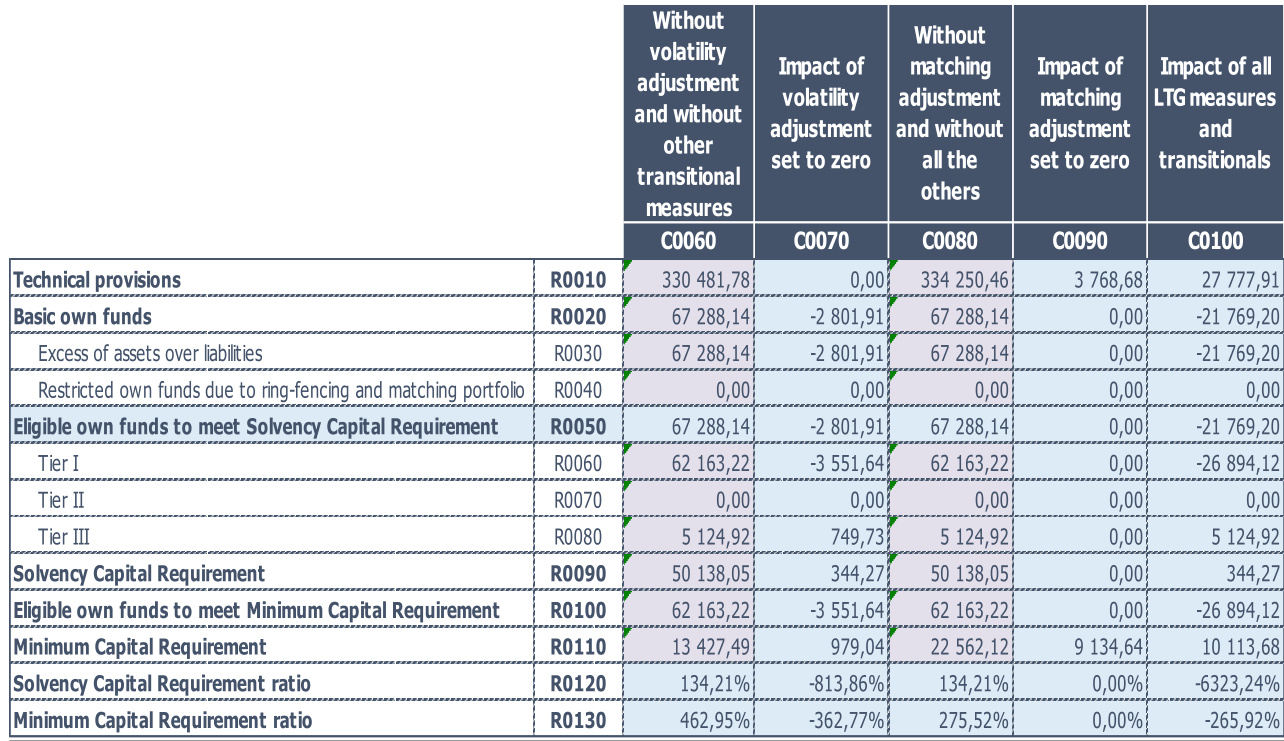 Without volatility adjustment and without other transitional measures | Impact of volatility adjustment set to zero | Without matching adjustment and without all the others | Impact of matching adjustment set to zero | Impact of all LTG measures and transitionals
C0060 C0070 C0080 C0090 C0100
Technical provisions R0010 330 481,78 0,00 334 250,46 3 768,68 27 777,91
Basic own funds R0020 67 288,14 -2 801,91 67 288,14 0,00 -21 769,20
Excess of assets over liabilities R0030 67 288,14 -2 801,91 67 288,14 0,00 -21 769,20
Restricted own funds due to ring-fencing and matching portfolio R0040 0,00 0,00 0,00 0,00 0,00
Eligible own funds to meet Solvency Capital Requirement R0050 67 288,14 -2 801,91 67 288,14 0,00 -21 769,20
Tier I R0060 62 163,22 -3 551,64 62 163,22 0,00 -26 894,12
Tier II R0070 0,00 0,00 0,00 0,00 0,00
Tier III R0080 5 124,92 749,73 5 124,92 0,00 5 124,92
Solvency Capital Requirement R0090 50 138,05 344,27 50 138,05 0,00 344,27
Eligible own funds to meet Minimum Capital Requirement R0100 62 163,22 -3 551,64 62 163,22 0,00 -26 894,12
Minimum Capital Requirement R0110 13 427,49 979,04 22 562,12 9 134,64 10 113,68
Solvency Capital Requirement ratio R0120 134,21% -813,86% 134,21% 0,00% -6323,24%
Minimum Capital Requirement ratio R0130 462,95% -362,77% 275,52% 0,00% -265,92%